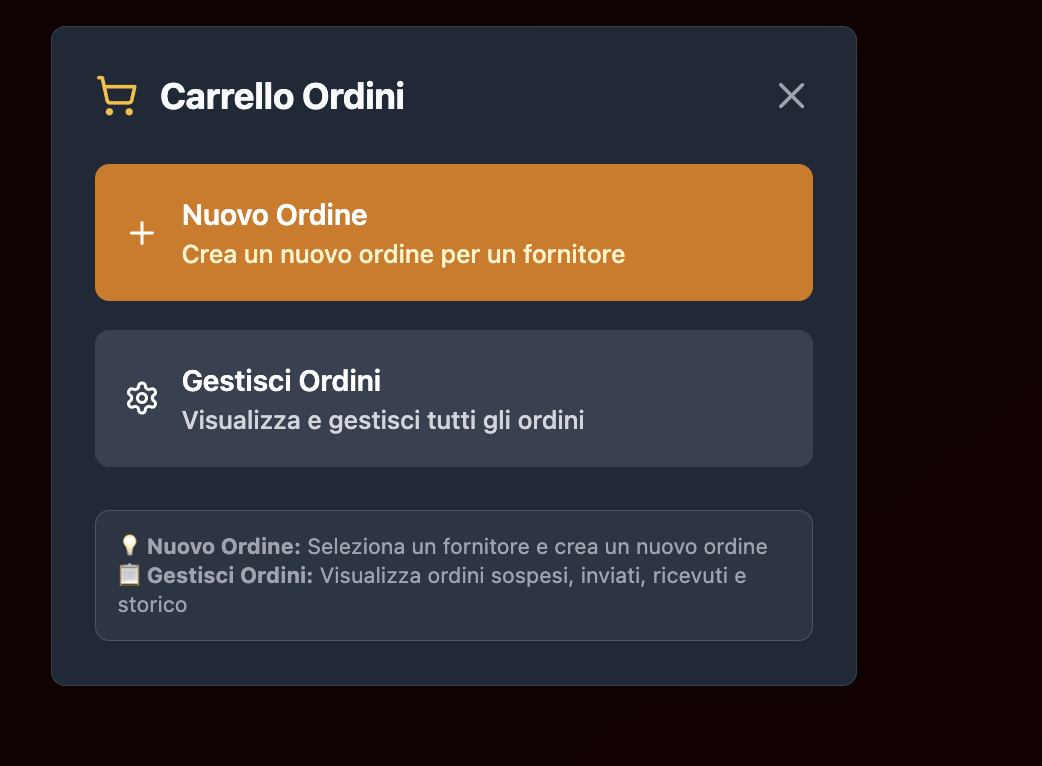 Carrello Ordini
Nuovo Ordine
Crea un nuovo ordine per un fornitore
Gestisci Ordini
Visualizza e gestisci tutti gli ordini
💡 Nuovo Ordine: Seleziona un fornitore e crea un nuovo ordine
📋 Gestisci Ordini: Visualizza ordini sospesi, inviati, ricevuti e
storico